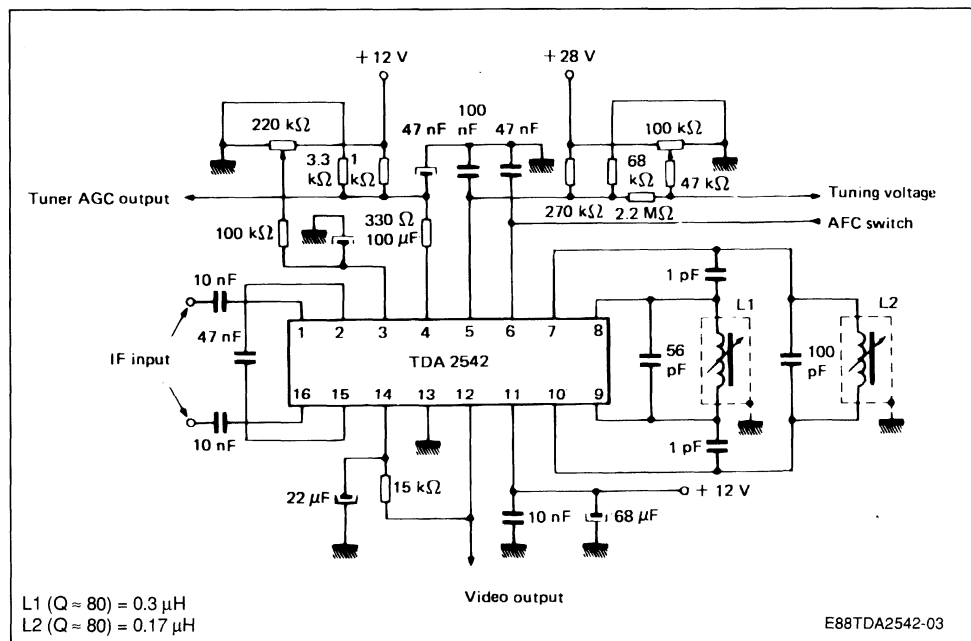 + 12 V
+ 28 V
220 kΩ
47 nF
100 nF
47 nF
100 kΩ
3.3 kΩ
1 kΩ
68 kΩ
47 kΩ
Tuner AGC output
Tuning voltage
270 kΩ
2.2 MΩ
AFC switch
100 kΩ
330 Ω
100 µF
10 nF
1 pF
L1
L2
47 nF
IF input
1 2 3 4 5 6 7 8
TDA 2542
16 15 14 13 12 11 10 9
56 pF
100 pF
10 nF
1 pF
22 µF
15 kΩ
10 nF
68 µF
+ 12 V
Video output
L1 (Q ≈ 80) = 0.3 µH
L2 (Q ≈ 80) = 0.17 µH
E88TDA2542-03